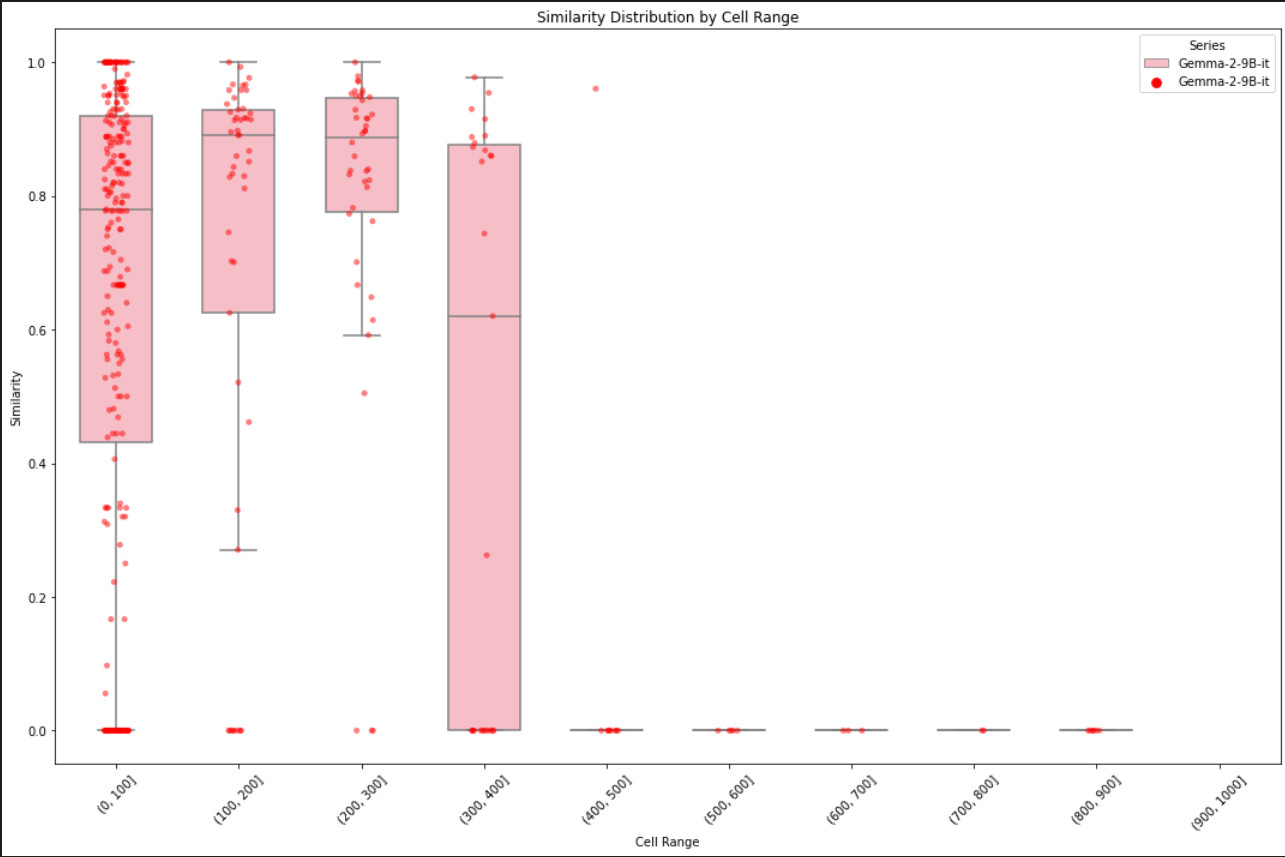 Similarity Distribution by Cell Range
Series
Gemma-2-9B-it
Gemma-2-9B-it
1.0
0.8
0.6
0.4
0.2
0.0
Similarity
(0, 100]
(100, 200]
(200, 300]
(300, 400]
(400, 500]
(500, 600]
(600, 700]
(700, 800]
(800, 900]
(900, 1000]
Cell Range